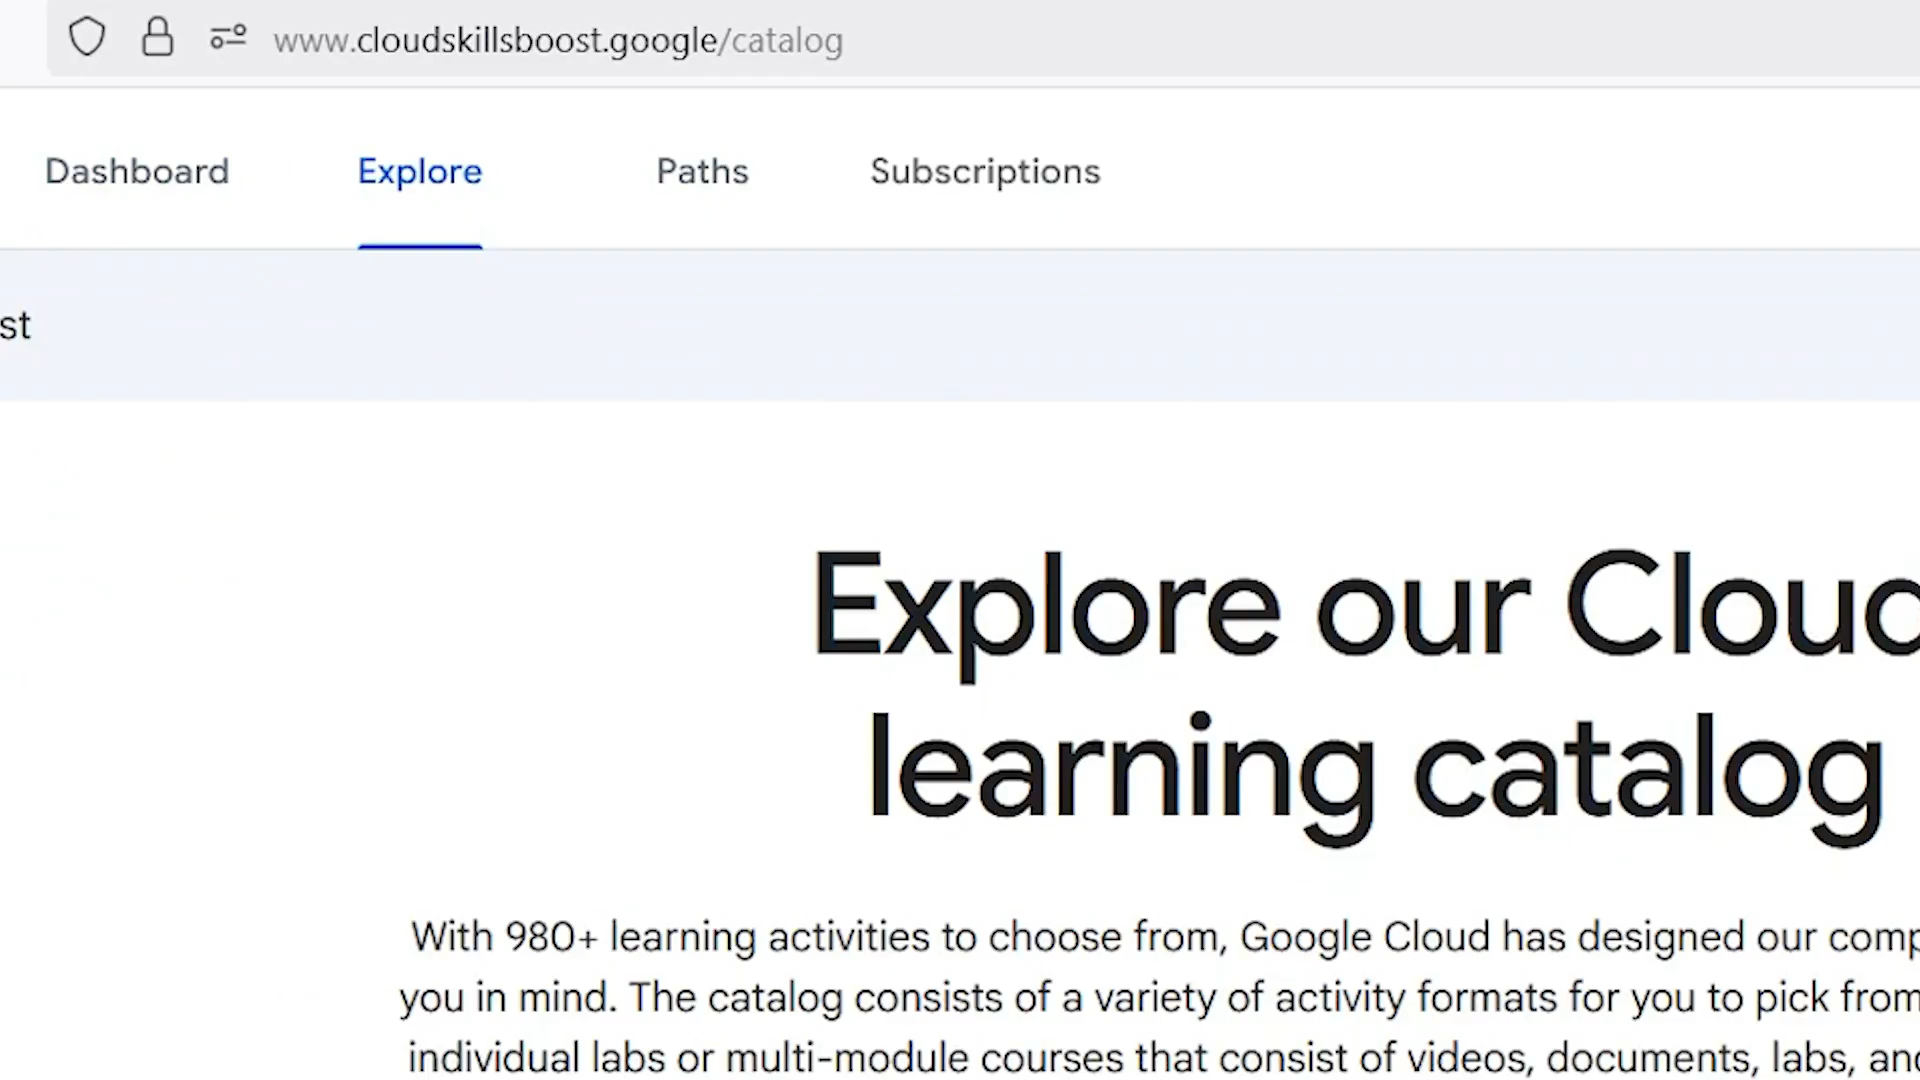 www.cloudskillsboost.google/catalog
Dashboard Explore Paths Subscriptions
st
Explore our Cloud
learning catalog
With 980+ learning activities to choose from, Google Cloud has designed our comp
you in mind. The catalog consists of a variety of activity formats for you to pick from
individual labs or multi-module courses that consist of videos, documents, labs, and